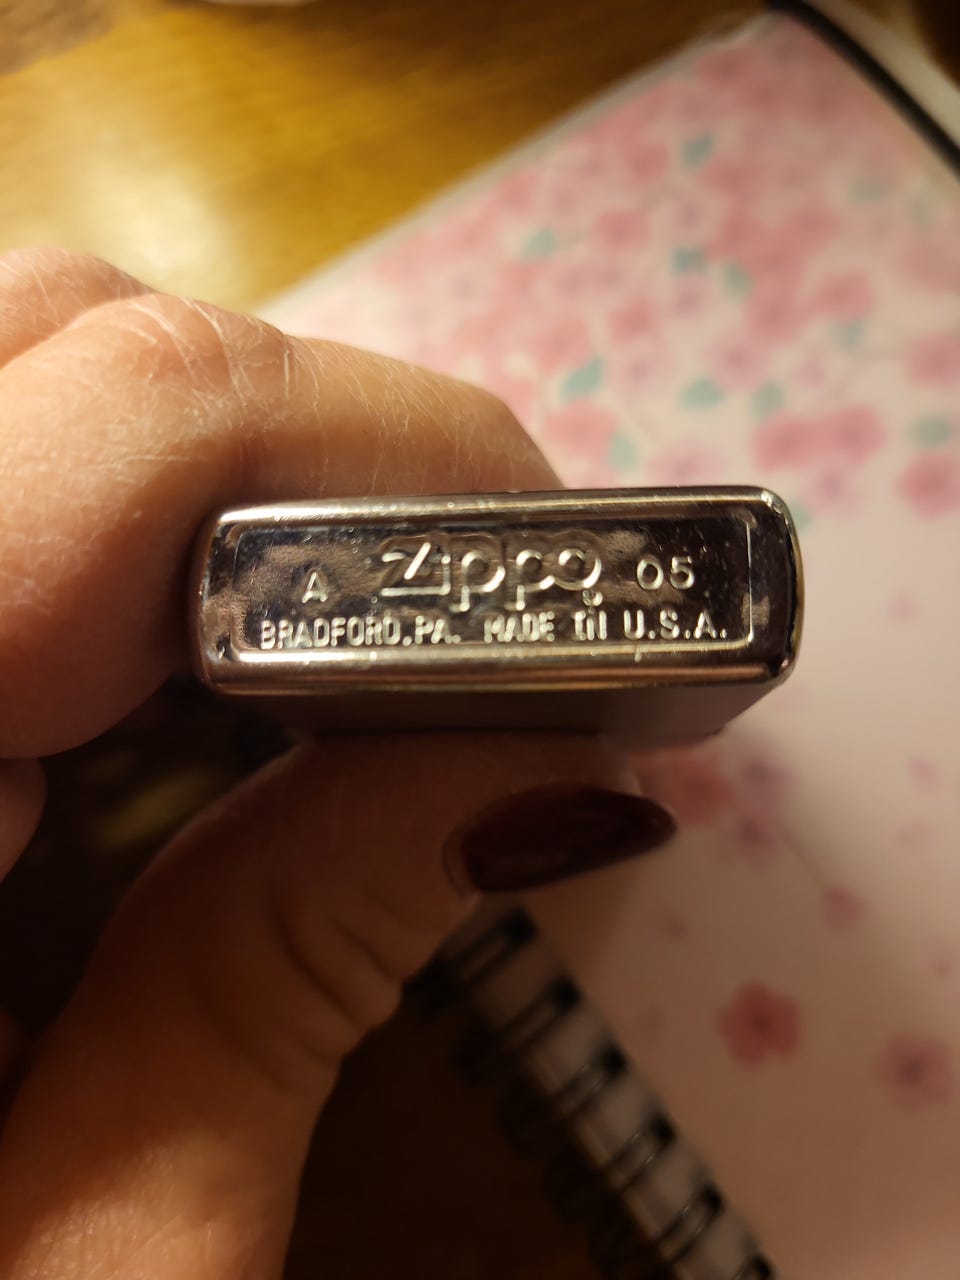 A Zippo ® 05
BRADFORD, PA. MADE IN U.S.A.